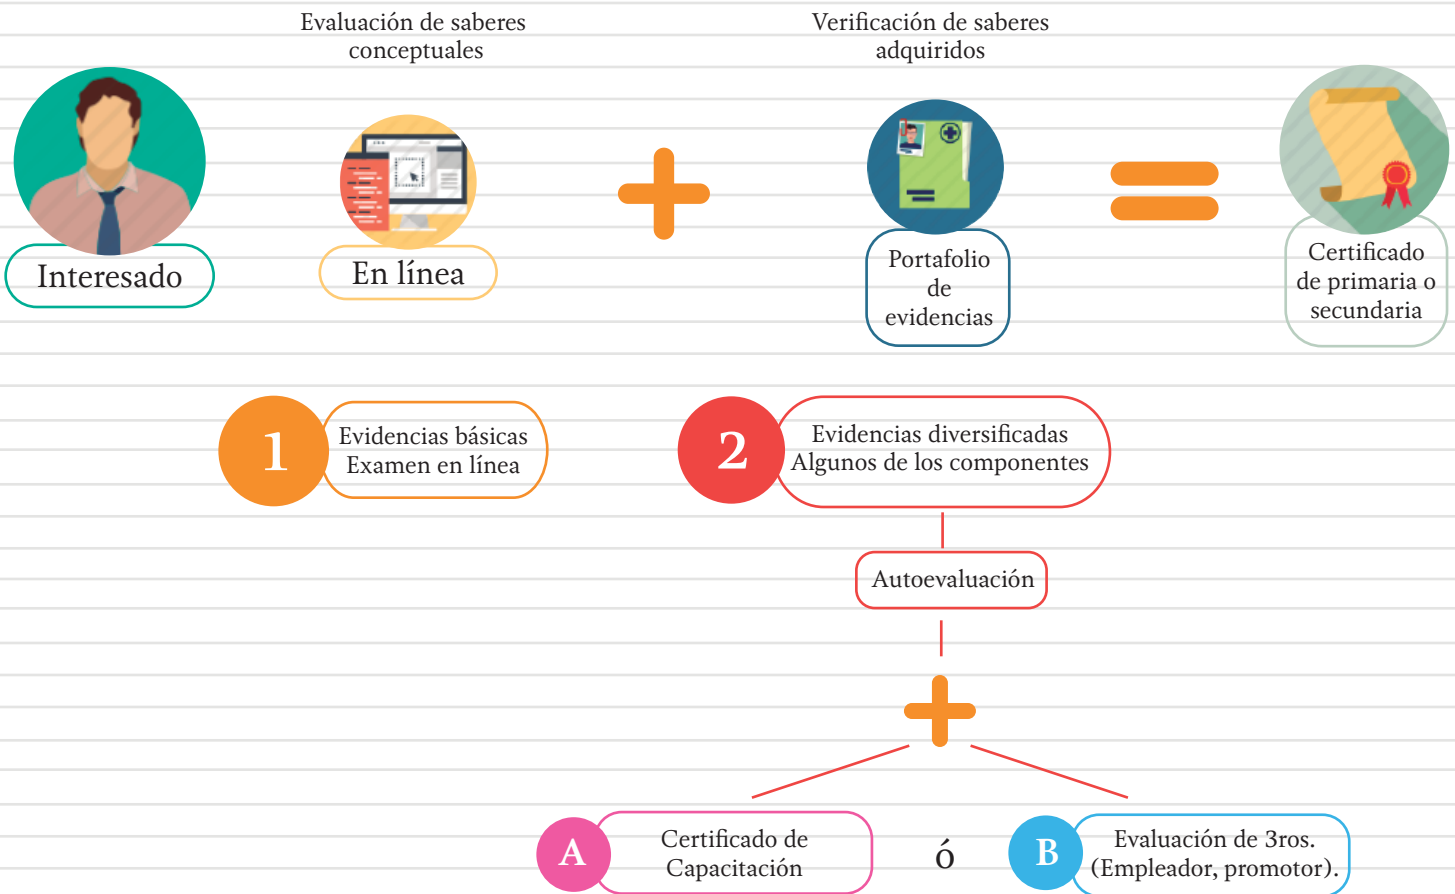 Evaluación de saberes
conceptuales
Verificación de saberes
adquiridos
Interesado
En línea
Portafolio
de
evidencias
Certificado
de primaria o
secundaria
1
Evidencias básicas
Examen en línea
2
Evidencias diversificadas
Algunos de los componentes
Autoevaluación
A
Certificado de
Capacitación
ó
B
Evaluación de 3ros.
(Empleador, promotor).